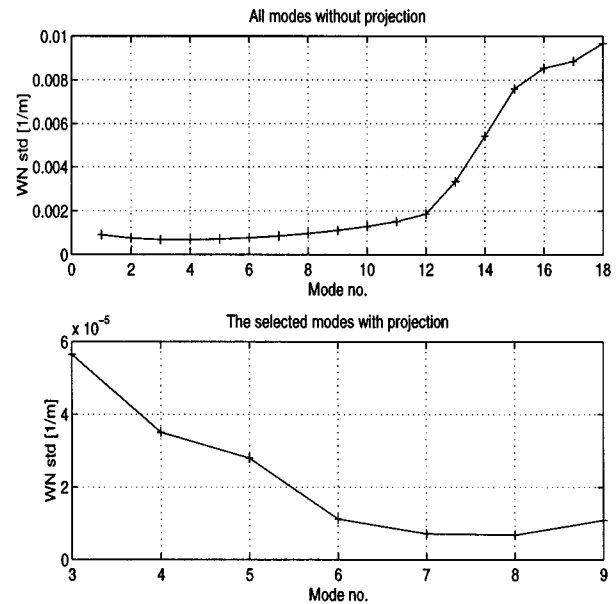 All modes without projection
0.01
0.008
0.006
0.004
0.002
0
WN std [1/m]
0 2 4 6 8 10 12 14 16 18
Mode no.
The selected modes with projection
x 10^-5
6
4
2
0
WN std [1/m]
3 4 5 6 7 8 9
Mode no.